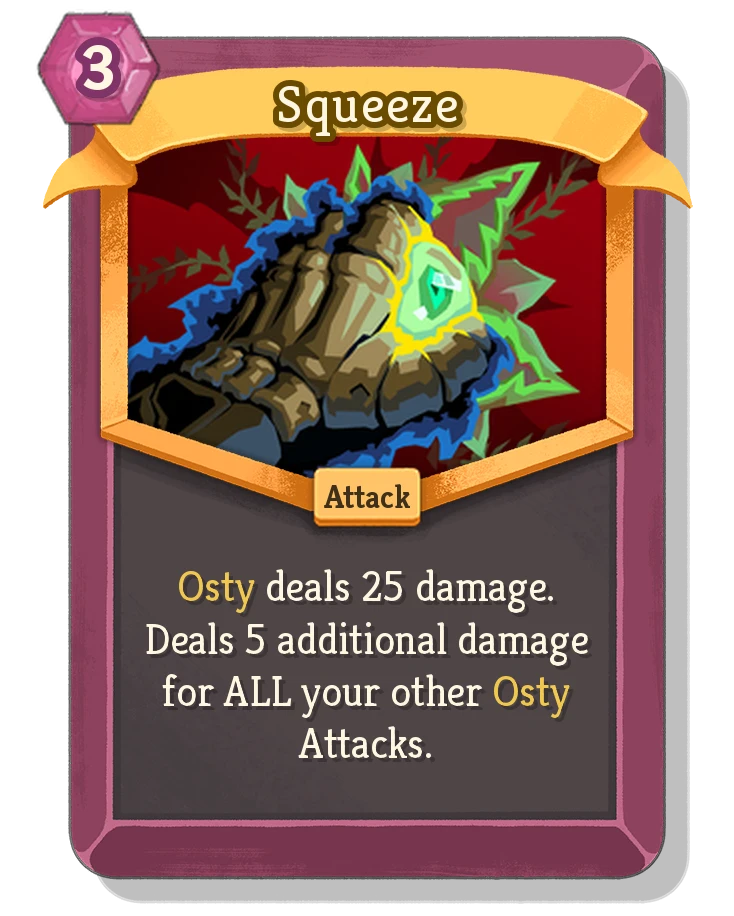 3
Squeeze
Attack
Osty deals 25 damage.
Deals 5 additional damage
for ALL your other Osty
Attacks.